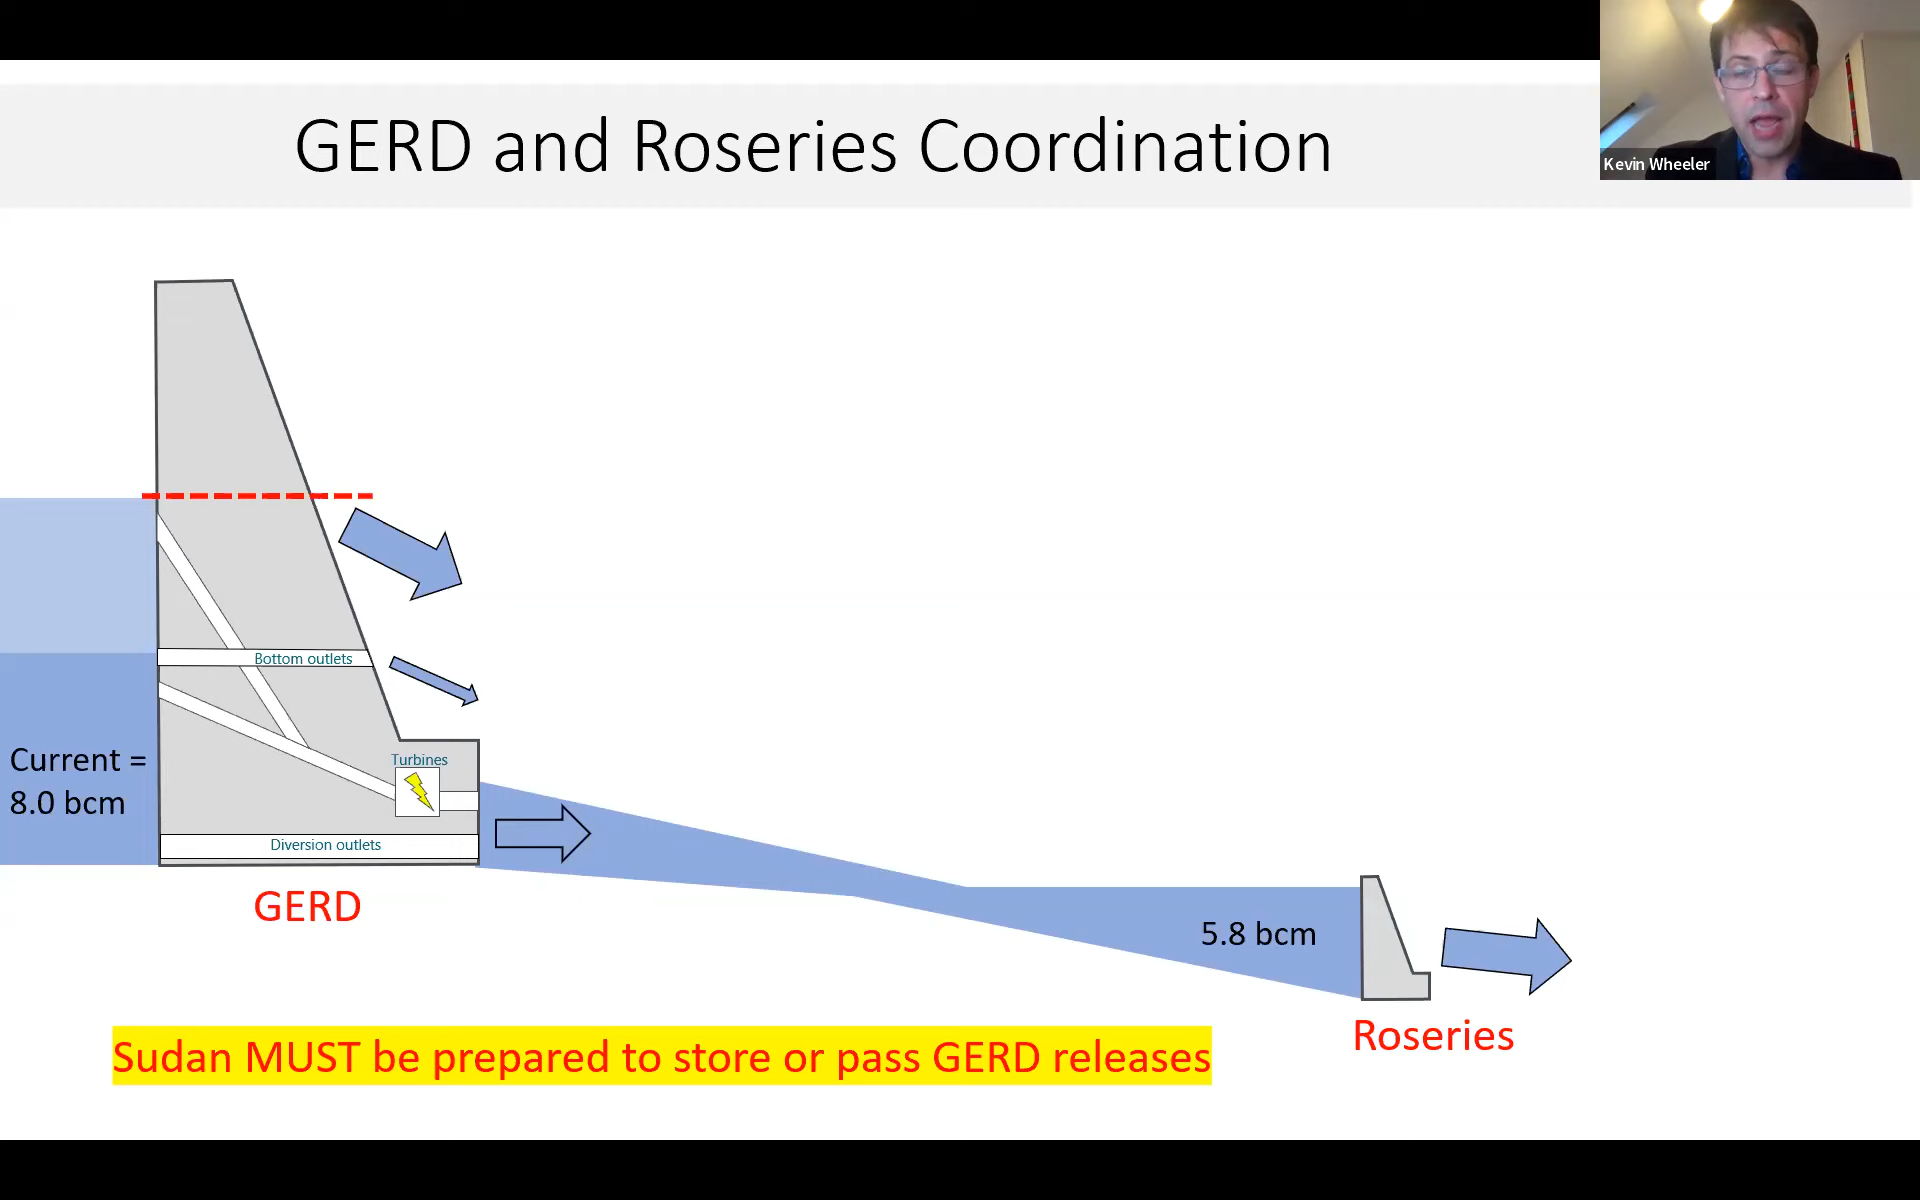 GERD and Roseries Coordination
Kevin Wheeler
Bottom outlets
Current =
8.0 bcm
Turbines
Diversion outlets
GERD
5.8 bcm
Roseries
Sudan MUST be prepared to store or pass GERD releases